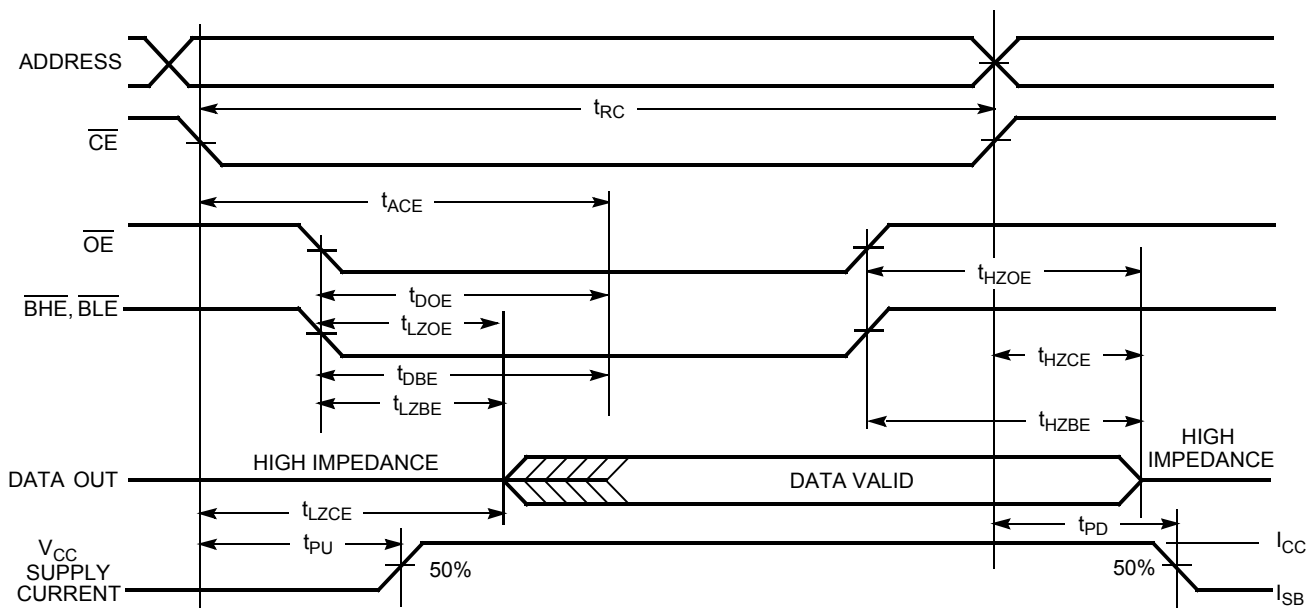 ADDRESS
tRC
CE
tACE
OE
tHZOE
tDOE
BHE, BLE
tLZOE
tHZCE
tDBE
tLZBE
tHZBE
HIGH
IMPEDANCE
HIGH IMPEDANCE
DATA OUT
DATA VALID
tLZCE
tPD
VCC
SUPPLY
CURRENT
tPU
ICC
50%
50%
ISB